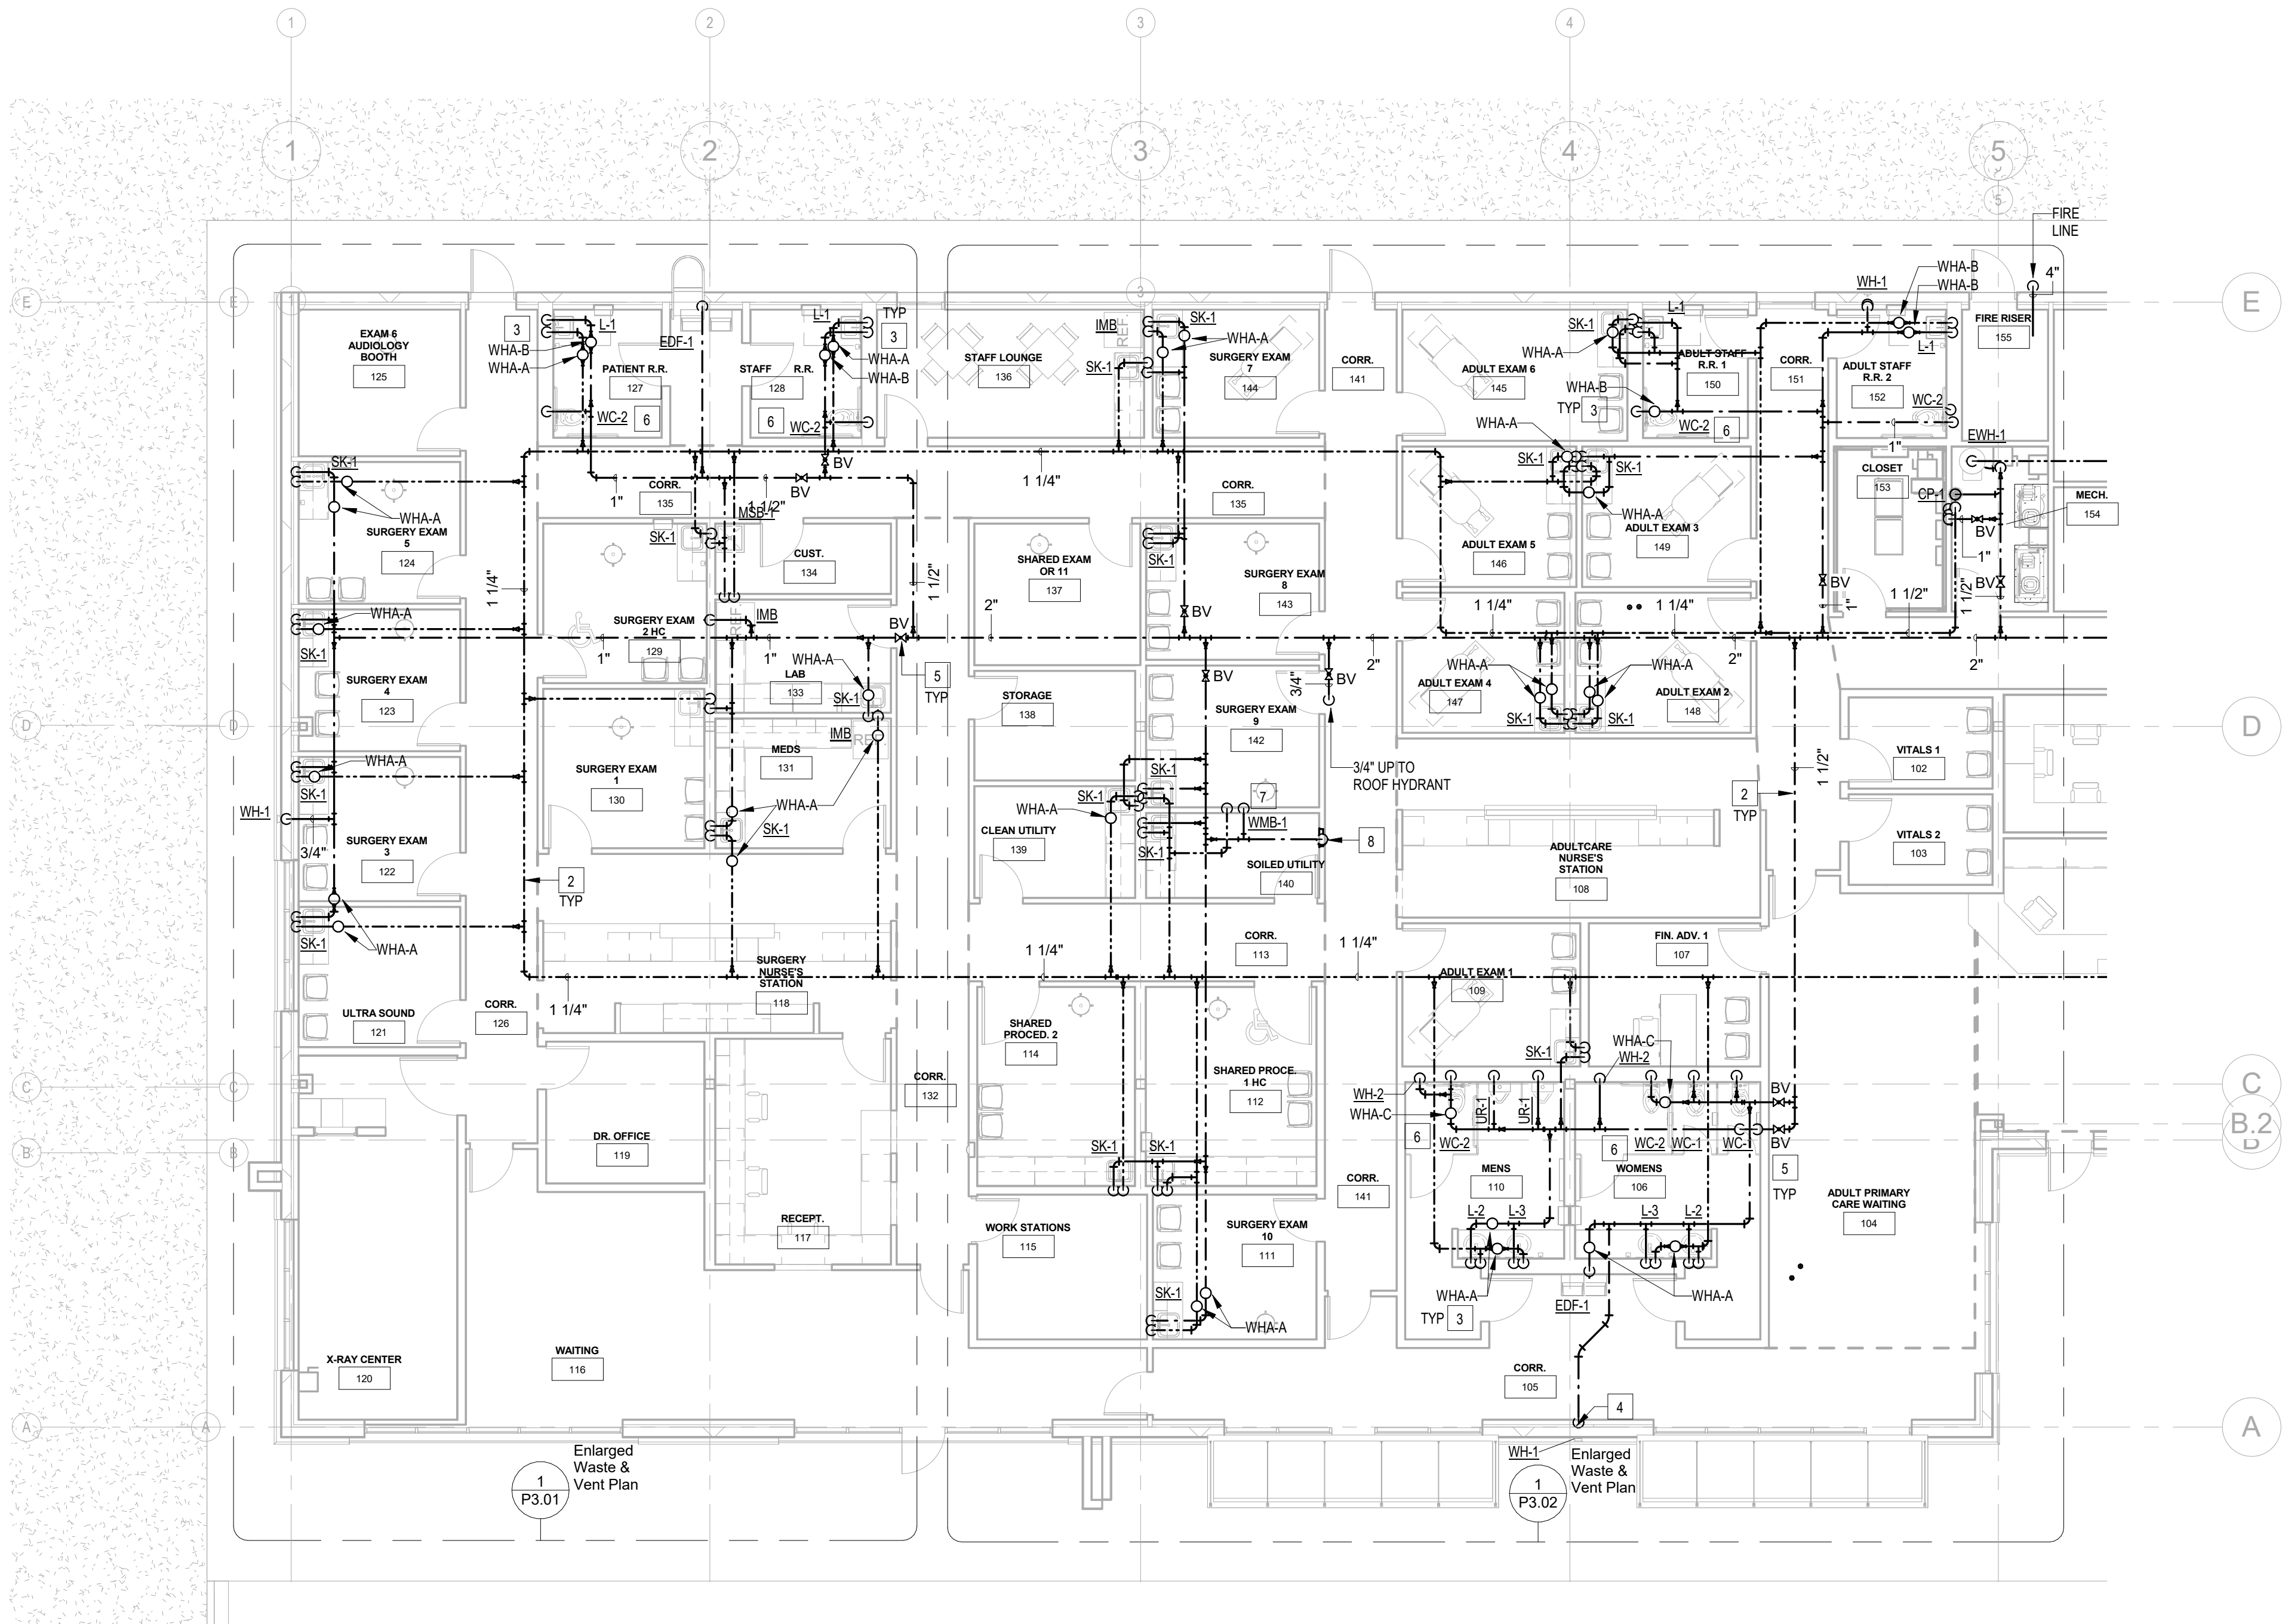 1
2
3
4
1
2
3
4
5
5
FIRE
LINE
4"
WHA-B
WHA-B
WH-1
E
E
1
3
E
EXAM 6
AUDIOLOGY
BOOTH
125
3
L-1
WHA-B
WHA-A
PATIENT R.R.
127
WC-2
6
EDF-1
STAFF R.R.
128
6
WC-2
L-1
TYP
3
WHA-A
WHA-B
STAFF LOUNGE
136
IMB
REF
SK-1
SK-1
WHA-A
SURGERY EXAM
7
144
CORR.
141
ADULT EXAM 6
145
SK-1
WHA-A
L-1
ADULT STAFF
R.R. 1
150
WHA-B
TYP
3
WC-2
6
CORR.
151
ADULT STAFF
R.R. 2
152
L-1
WC-2
1"
FIRE RISER
155
EWH-1
SK-1
WHA-A
SURGERY EXAM
5
124
1 1/4"
1"
CORR.
135
MSB-1
1 1/2"
BV
BV
SK-1
CUST.
134
1 1/2"
1 1/4"
CORR.
135
SHARED EXAM
OR 11
137
SK-1
SURGERY EXAM
8
143
BV
WHA-A
SK-1
SK-1
WHA-A
ADULT EXAM 5
146
ADULT EXAM 3
149
CLOSET
153
CP-1
BV
1"
MECH.
154
BV
1"
1 1/2"
1 1/2"
BV
WHA-A
SK-1
SURGERY EXAM
4
123
SURGERY EXAM
2 HC
129
1"
REF
IMB
1"
WHA-A
LAB
133
SK-1
BV
5
TYP
2"
STORAGE
138
BV
SURGERY EXAM
9
142
3/4"
BV
2"
3/4" UP TO
ROOF HYDRANT
1 1/4"
1 1/4"
WHA-A
WHA-A
ADULT EXAM 4
147
SK-1
SK-1
ADULT EXAM 2
148
2"
2"
D
D
D
WHA-A
SK-1
WH-1
3/4"
SURGERY EXAM
3
122
SURGERY EXAM
1
130
2
TYP
MEDS
131
IMB
REF
WHA-A
SK-1
SK-1
WHA-A
CLEAN UTILITY
139
SK-1
SK-1
7
WMB-1
SOILED UTILITY
140
8
ADULTCARE
NURSE'S
STATION
108
2
TYP
1 1/2"
VITALS 1
102
VITALS 2
103
SK-1
WHA-A
ULTRA SOUND
121
CORR.
126
1 1/4"
SURGERY
NURSE'S
STATION
118
1 1/4"
CORR.
113
1 1/4"
ADULT EXAM 1
109
FIN. ADV. 1
107
SHARED
PROCED. 2
114
SHARED PROCE.
1 HC
112
SK-1
WHA-C
WH-2
C
C
C
B.2
B
B
B
CORR.
132
DR. OFFICE
119
RECEPT.
117
SK-1
SK-1
WH-2
WHA-C
UR-1
UR-1
6
WC-2
6
WC-2
WC-1
WC-1
BV
BV
5
TYP
MENS
110
WOMENS
106
CORR.
141
L-2
L-3
L-3
L-2
ADULT PRIMARY
CARE WAITING
104
WORK STATIONS
115
SURGERY EXAM
10
111
SK-1
WHA-A
WHA-A
TYP
3
EDF-1
WHA-A
X-RAY CENTER
120
WAITING
116
CORR.
105
4
A
A
A
WH-1
1
P3.01
Enlarged
Waste &
Vent Plan
1
P3.02
Enlarged
Waste &
Vent Plan